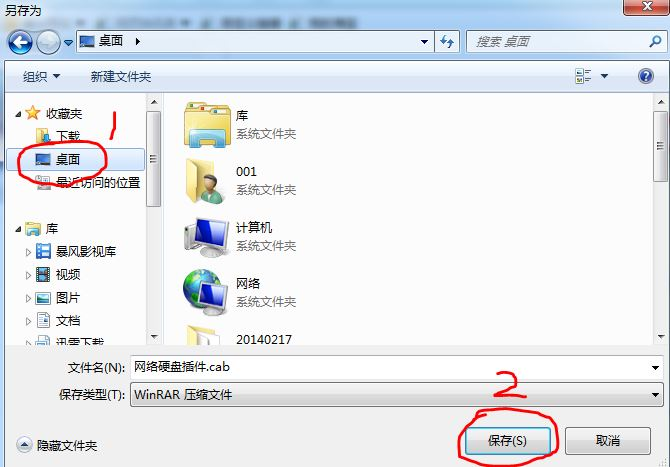 另存为
桌面
搜索 桌面
组织 新建文件夹
1
收藏夹
下载
桌面
最近访问的位置
库
暴风影视库
视频
图片
文档
迅雷下载
库
系统文件夹
001
系统文件夹
计算机
系统文件夹
网络
系统文件夹
20140217
文件名(N): 网络硬盘插件.cab
保存类型(T): WinRAR 压缩文件
2
隐藏文件夹 保存(S) 取消